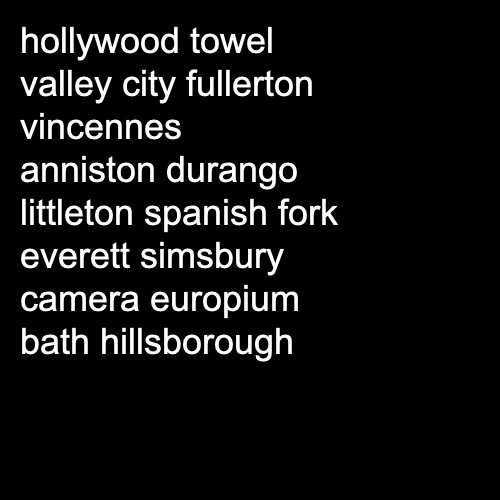 hollywood towel
valley city fullerton
vincennes
anniston durango
littleton spanish fork
everett simsbury
camera europium
bath hillsborough